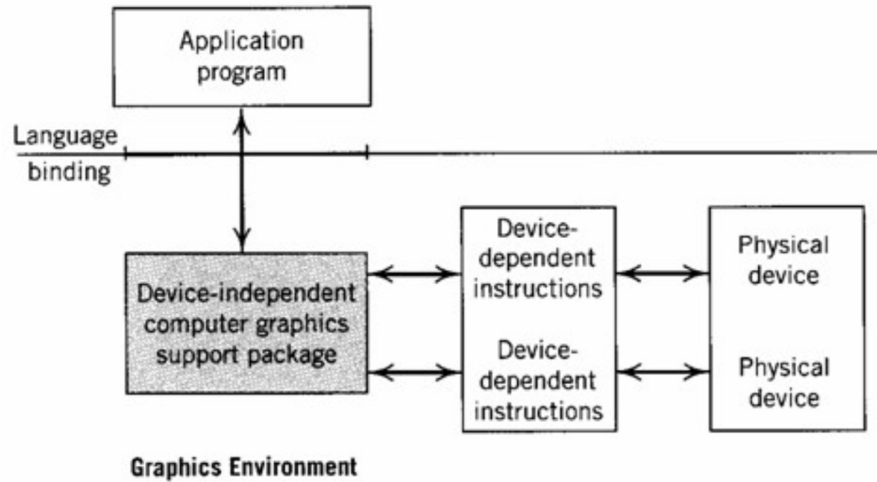 Application
program
Language
binding
Device-
dependent
instructions
Physical
device
Device-independent
computer graphics
support package
Device-
dependent
instructions
Physical
device
Graphics Environment